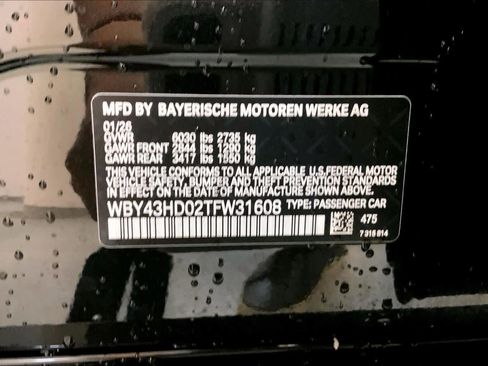 MFD BY BAYERISCHE MOTOREN WERKE AG
01/26
GVWR 6030 lbs 2735 kg
GAWR FRONT 2844 lbs 1290 kg
GAWR REAR 3417 lbs 1550 kg
THIS VEHICLE CONFORMS TO ALL APPLICABLE U.S.FEDERAL MOTOR
VEHICLE SAFETY, BUMPER AND THEFT PREVENTION STANDARDS
IN EFFECT ON THE DATE OF MANUFACTURE SHOWN ABOVE.
WBY43HD02TFW31608 TYPE: PASSENGER CAR
475
7 315 814